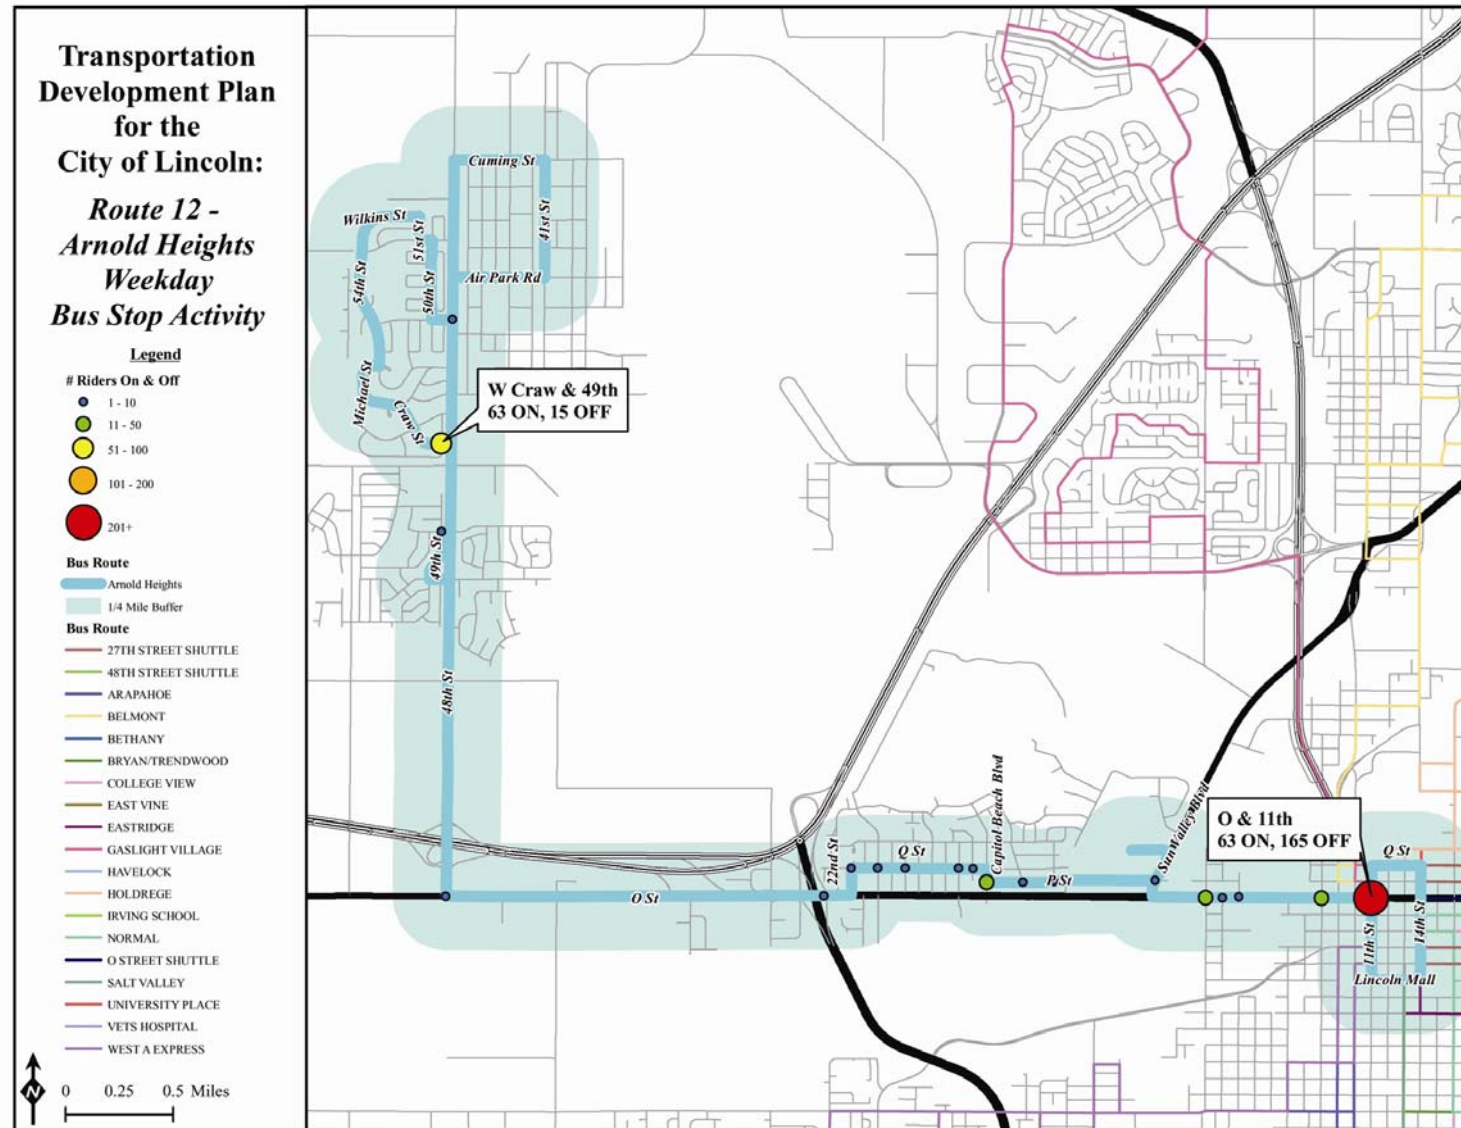 Transportation
Development Plan
for the
City of Lincoln:
Route 12 -
Arnold Heights
Weekday
Bus Stop Activity
Legend
# Riders On & Off
1 - 10
11 - 50
51 - 100
101 - 200
201+
Bus Route
Arnold Heights
1/4 Mile Buffer
Bus Route
27TH STREET SHUTTLE
48TH STREET SHUTTLE
ARAPAHOE
BELMONT
BETHANY
BRYAN/TRENDWOOD
COLLEGE VIEW
EAST VINE
EASTRIDGE
GASLIGHT VILLAGE
HAVELOCK
HOLDREGE
IRVING SCHOOL
NORMAL
O STREET SHUTTLE
SALT VALLEY
UNIVERSITY PLACE
VETS HOSPITAL
WEST A EXPRESS
N
0 0.25 0.5 Miles
Cuming St
Wilkins St
51st St
41st St
54th St
50th St
Air Park Rd
Michael St
Craw St
W Craw & 49th
63 ON, 15 OFF
49th St
48th St
O St
22nd St
Q St
Capitol Beach Blvd
P St
Sun Valley Blvd
O & 11th
63 ON, 165 OFF
Q St
11th St
14th St
Lincoln Mall